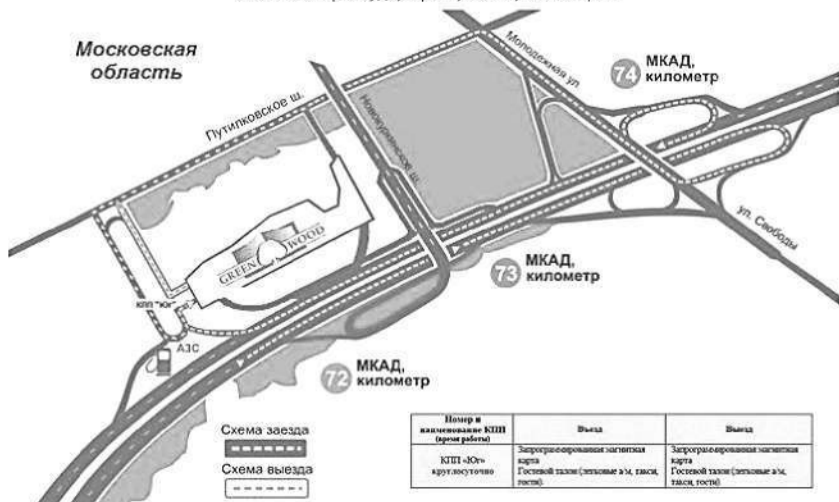 Московская
область
Путилковское ш.
Новокуркинское ш.
Молодежная ул.
74
МКАД,
километр
ул. Свободы
73
МКАД,
километр
GREEN WOOD
КПП "Юг"
АЗС
72
МКАД,
километр
Схема заезда
Схема выезда
Номер и
наименование КПП
(время работы)
Въезд
Выезд
КПП «Юг»
круглосуточно
Запрограммированная магнитная
карта
Гостевой талон (легковые а/м, такси,
гости).
Запрограммированная магнитная
карта
Гостевой талон (легковые а/м,
такси, гости).